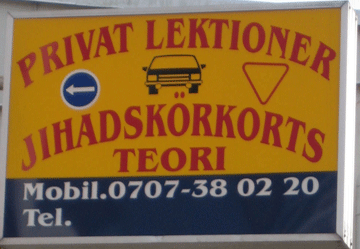 PRIVAT LEKTIONER
JIHADSKÖRKORTS
TEORI
Mobil.0707-38 02 20
Tel.